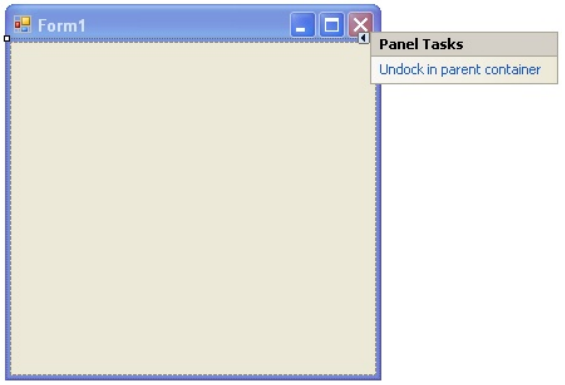 Form1
Panel Tasks
Undock in parent container